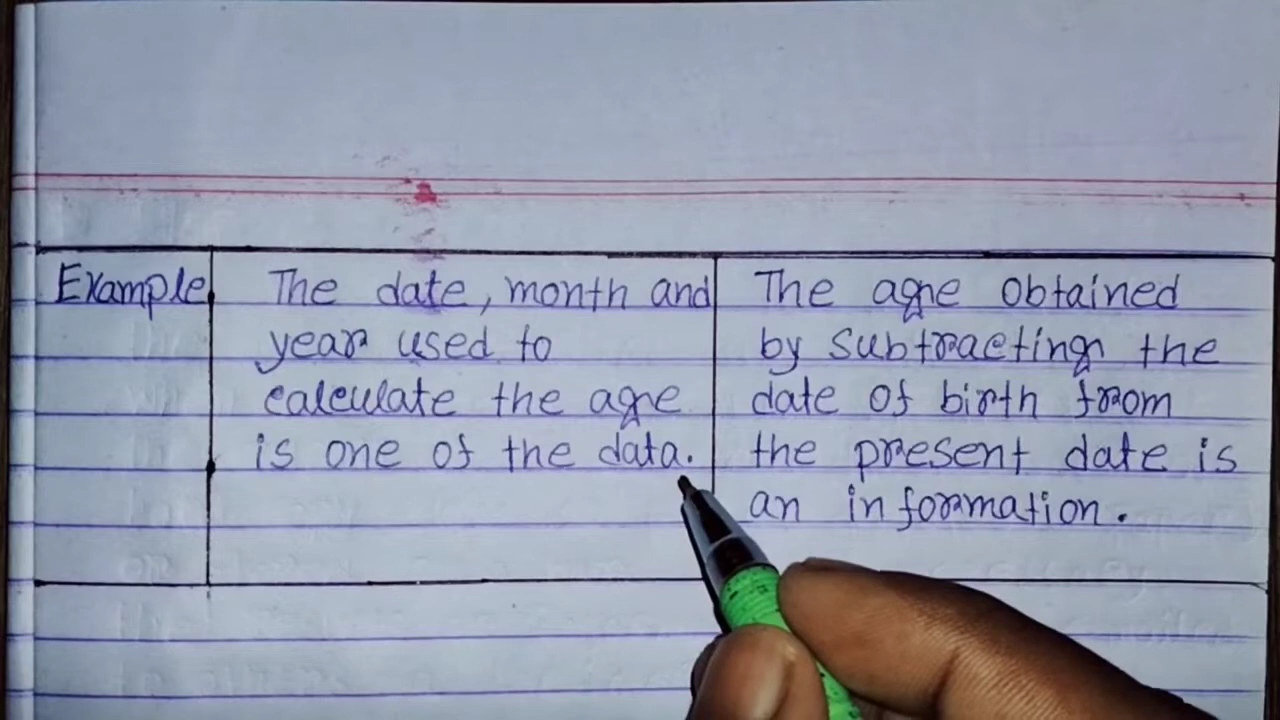 Example
The date, month and
year used to
calculate the age
is one of the data.
The age obtained
by subtracting the
date of birth from
the present date is
an information.